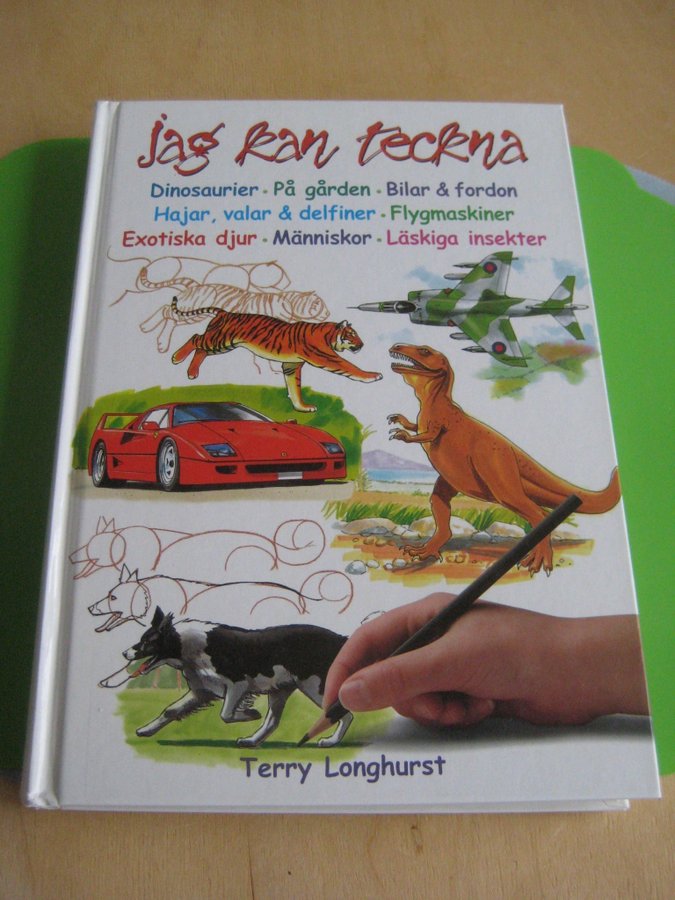 jag kan teckna
Dinosaurier • På gården • Bilar & fordon
Hajar, valar & delfiner • Flygmaskiner
Exotiska djur • Människor • Läskiga insekter
Terry Longhurst